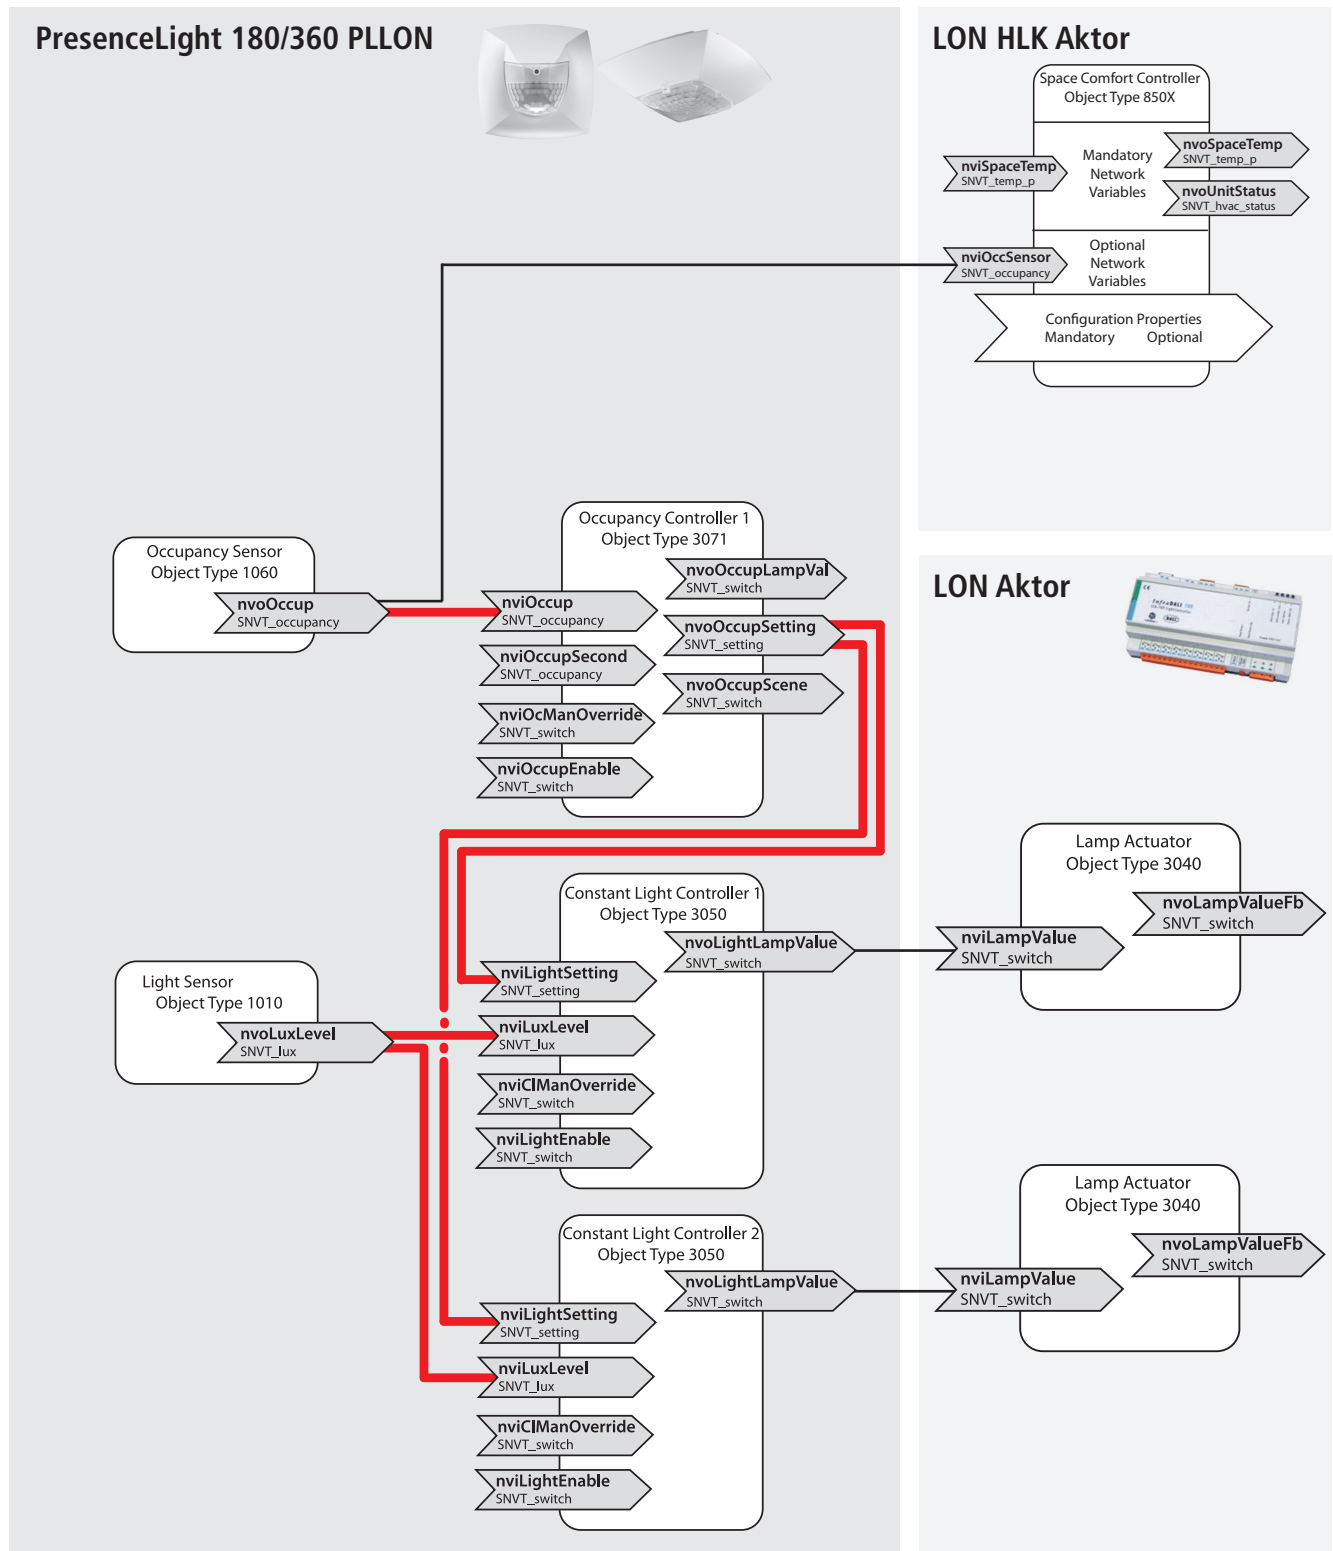 PresenceLight 180/360 PLLON
LON HLK Aktor
Space Comfort Controller
Object Type 850X
nviSpaceTemp
SNVT_temp_p
Mandatory
Network
Variables
nvoSpaceTemp
SNVT_temp_p
nvoUnitStatus
SNVT_hvac_status
nviOccSensor
SNVT_occupancy
Optional
Network
Variables
Configuration Properties
Mandatory Optional
Occupancy Sensor
Object Type 1060
nvoOccup
SNVT_occupancy
Occupancy Controller 1
Object Type 3071
nvoOccupLampVal
SNVT_switch
nviOccup
SNVT_occupancy
nvoOccupSetting
SNVT_setting
nviOccupSecond
SNVT_occupancy
nvoOccupScene
SNVT_switch
nviOcManOverride
SNVT_switch
nviOccupEnable
SNVT_switch
LON Aktor
DALI
Light Sensor
Object Type 1010
nvoLuxLevel
SNVT_lux
Constant Light Controller 1
Object Type 3050
nvoLightLampValue
SNVT_switch
nviLightSetting
SNVT_setting
nviLuxLevel
SNVT_lux
nviClManOverride
SNVT_switch
nviLightEnable
SNVT_switch
Lamp Actuator
Object Type 3040
nvoLampValueFb
SNVT_switch
nviLampValue
SNVT_switch
Constant Light Controller 2
Object Type 3050
nvoLightLampValue
SNVT_switch
nviLightSetting
SNVT_setting
nviLuxLevel
SNVT_lux
nviClManOverride
SNVT_switch
nviLightEnable
SNVT_switch
Lamp Actuator
Object Type 3040
nvoLampValueFb
SNVT_switch
nviLampValue
SNVT_switch